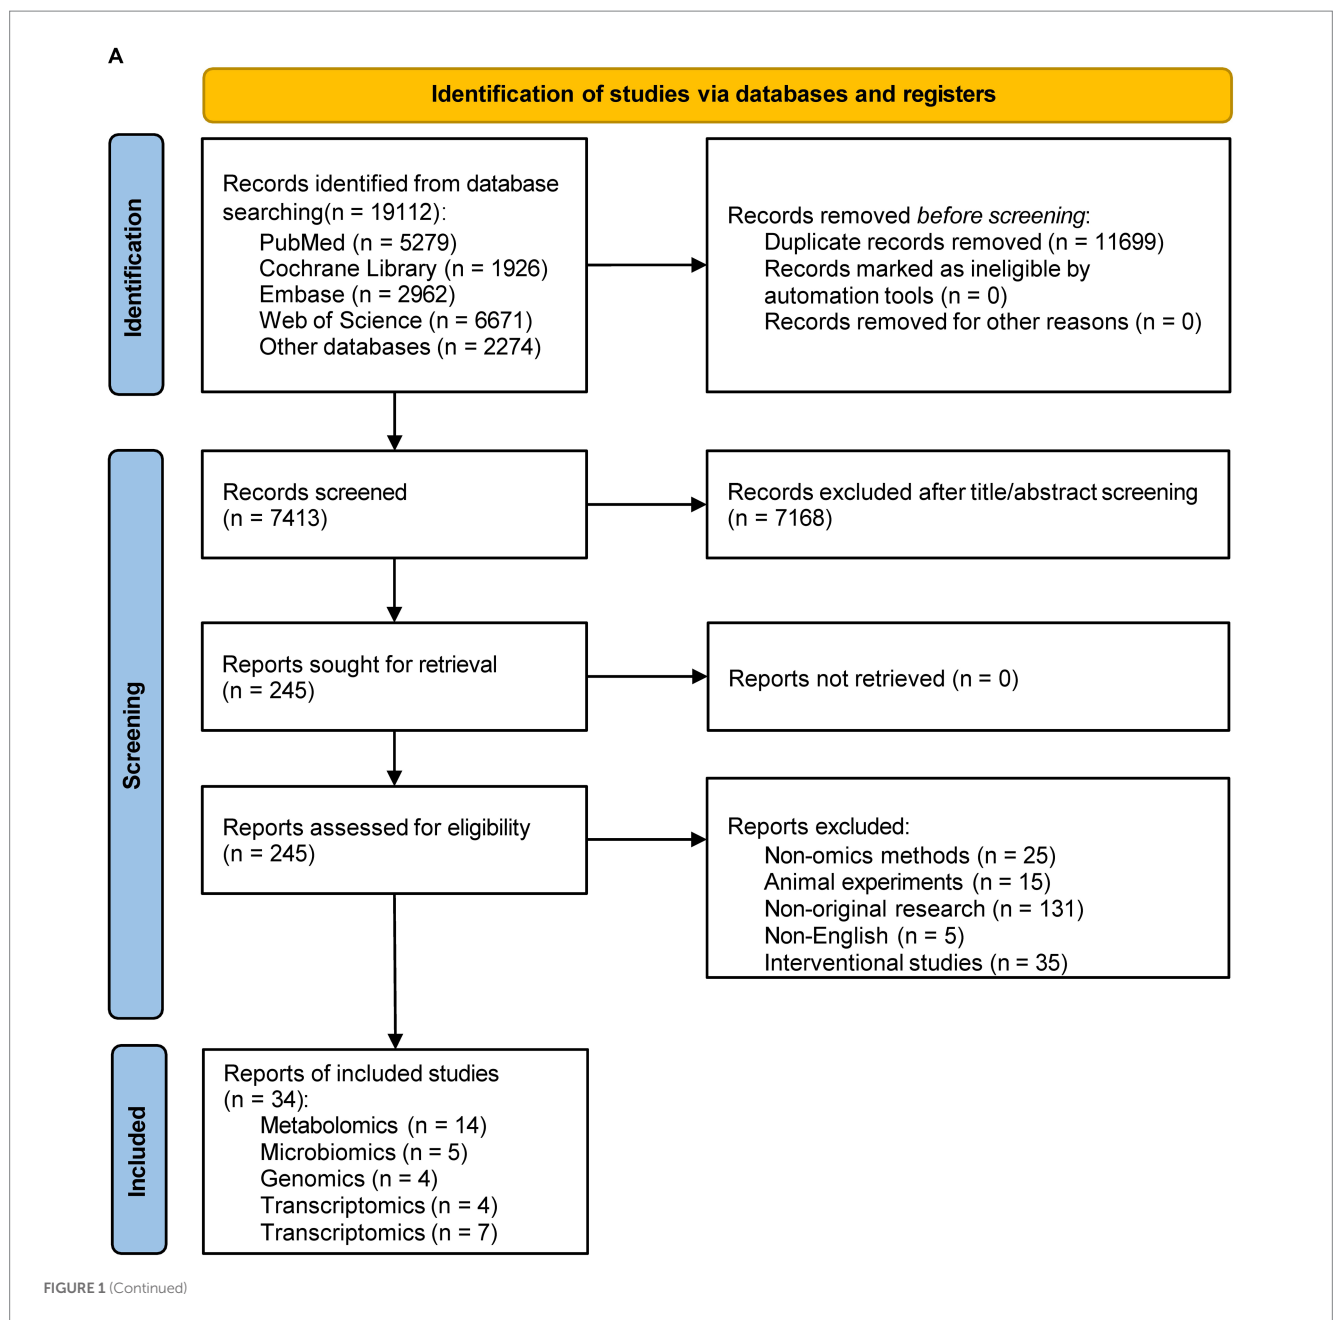 A
Identification of studies via databases and registers
Identification
Records identified from database
searching(n = 19112):
PubMed (n = 5279)
Cochrane Library (n = 1926)
Embase (n = 2962)
Web of Science (n = 6671)
Other databases (n = 2274)
Records removed before screening:
Duplicate records removed (n = 11699)
Records marked as ineligible by
automation tools (n = 0)
Records removed for other reasons (n = 0)
Screening
Records screened
(n = 7413)
Records excluded after title/abstract screening
(n = 7168)
Reports sought for retrieval
(n = 245)
Reports not retrieved (n = 0)
Reports assessed for eligibility
(n = 245)
Reports excluded:
Non-omics methods (n = 25)
Animal experiments (n = 15)
Non-original research (n = 131)
Non-English (n = 5)
Interventional studies (n = 35)
Included
Reports of included studies
(n = 34):
Metabolomics (n = 14)
Microbiomics (n = 5)
Genomics (n = 4)
Transcriptomics (n = 4)
Transcriptomics (n = 7)
FIGURE 1 (Continued)